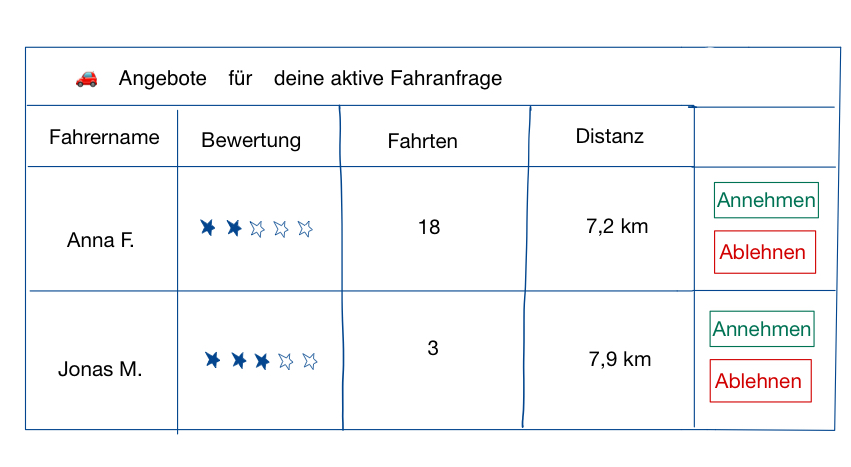 🚗 Angebote für deine aktive Fahranfrage
Fahrername Bewertung Fahrten Distanz
Anna F. ★★☆☆☆ 18 7,2 km Annehmen
Ablehnen
Jonas M. ★★★☆☆ 3 7,9 km Annehmen
Ablehnen